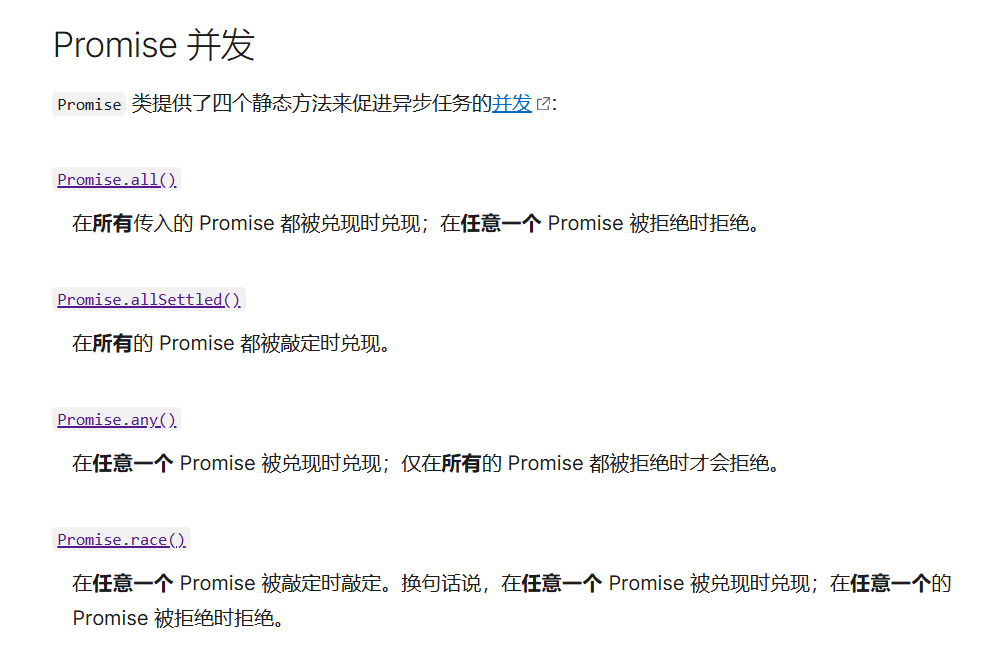 Promise 并发
Promise 类提供了四个静态方法来促进异步任务的并发:
Promise.all()
在所有传入的 Promise 都被兑现时兑现；在任意一个 Promise 被拒绝时拒绝。
Promise.allSettled()
在所有的 Promise 都被敲定时兑现。
Promise.any()
在任意一个 Promise 被兑现时兑现；仅在所有的 Promise 都被拒绝时才会拒绝。
Promise.race()
在任意一个 Promise 被敲定时敲定。换句话说，在任意一个 Promise 被兑现时兑现；在任意一个的
Promise 被拒绝时拒绝。